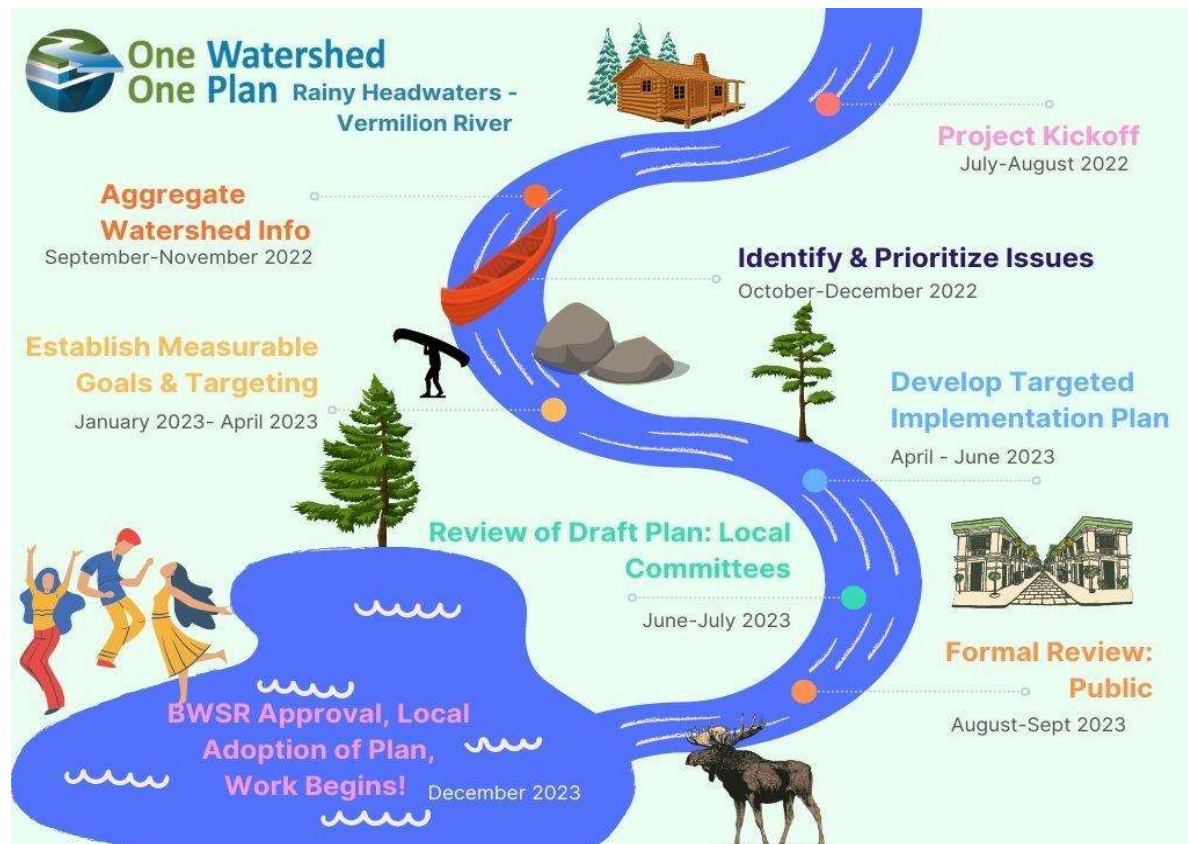 One Watershed
One Plan
Rainy Headwaters -
Vermilion River
Project Kickoff
July-August 2022
Aggregate
Watershed Info
September-November 2022
Identify & Prioritize Issues
October-December 2022
Establish Measurable
Goals & Targeting
January 2023- April 2023
Develop Targeted
Implementation Plan
April - June 2023
Review of Draft Plan: Local
Committees
June-July 2023
Formal Review:
Public
August-Sept 2023
BWSR Approval, Local
Adoption of Plan,
Work Begins!
December 2023